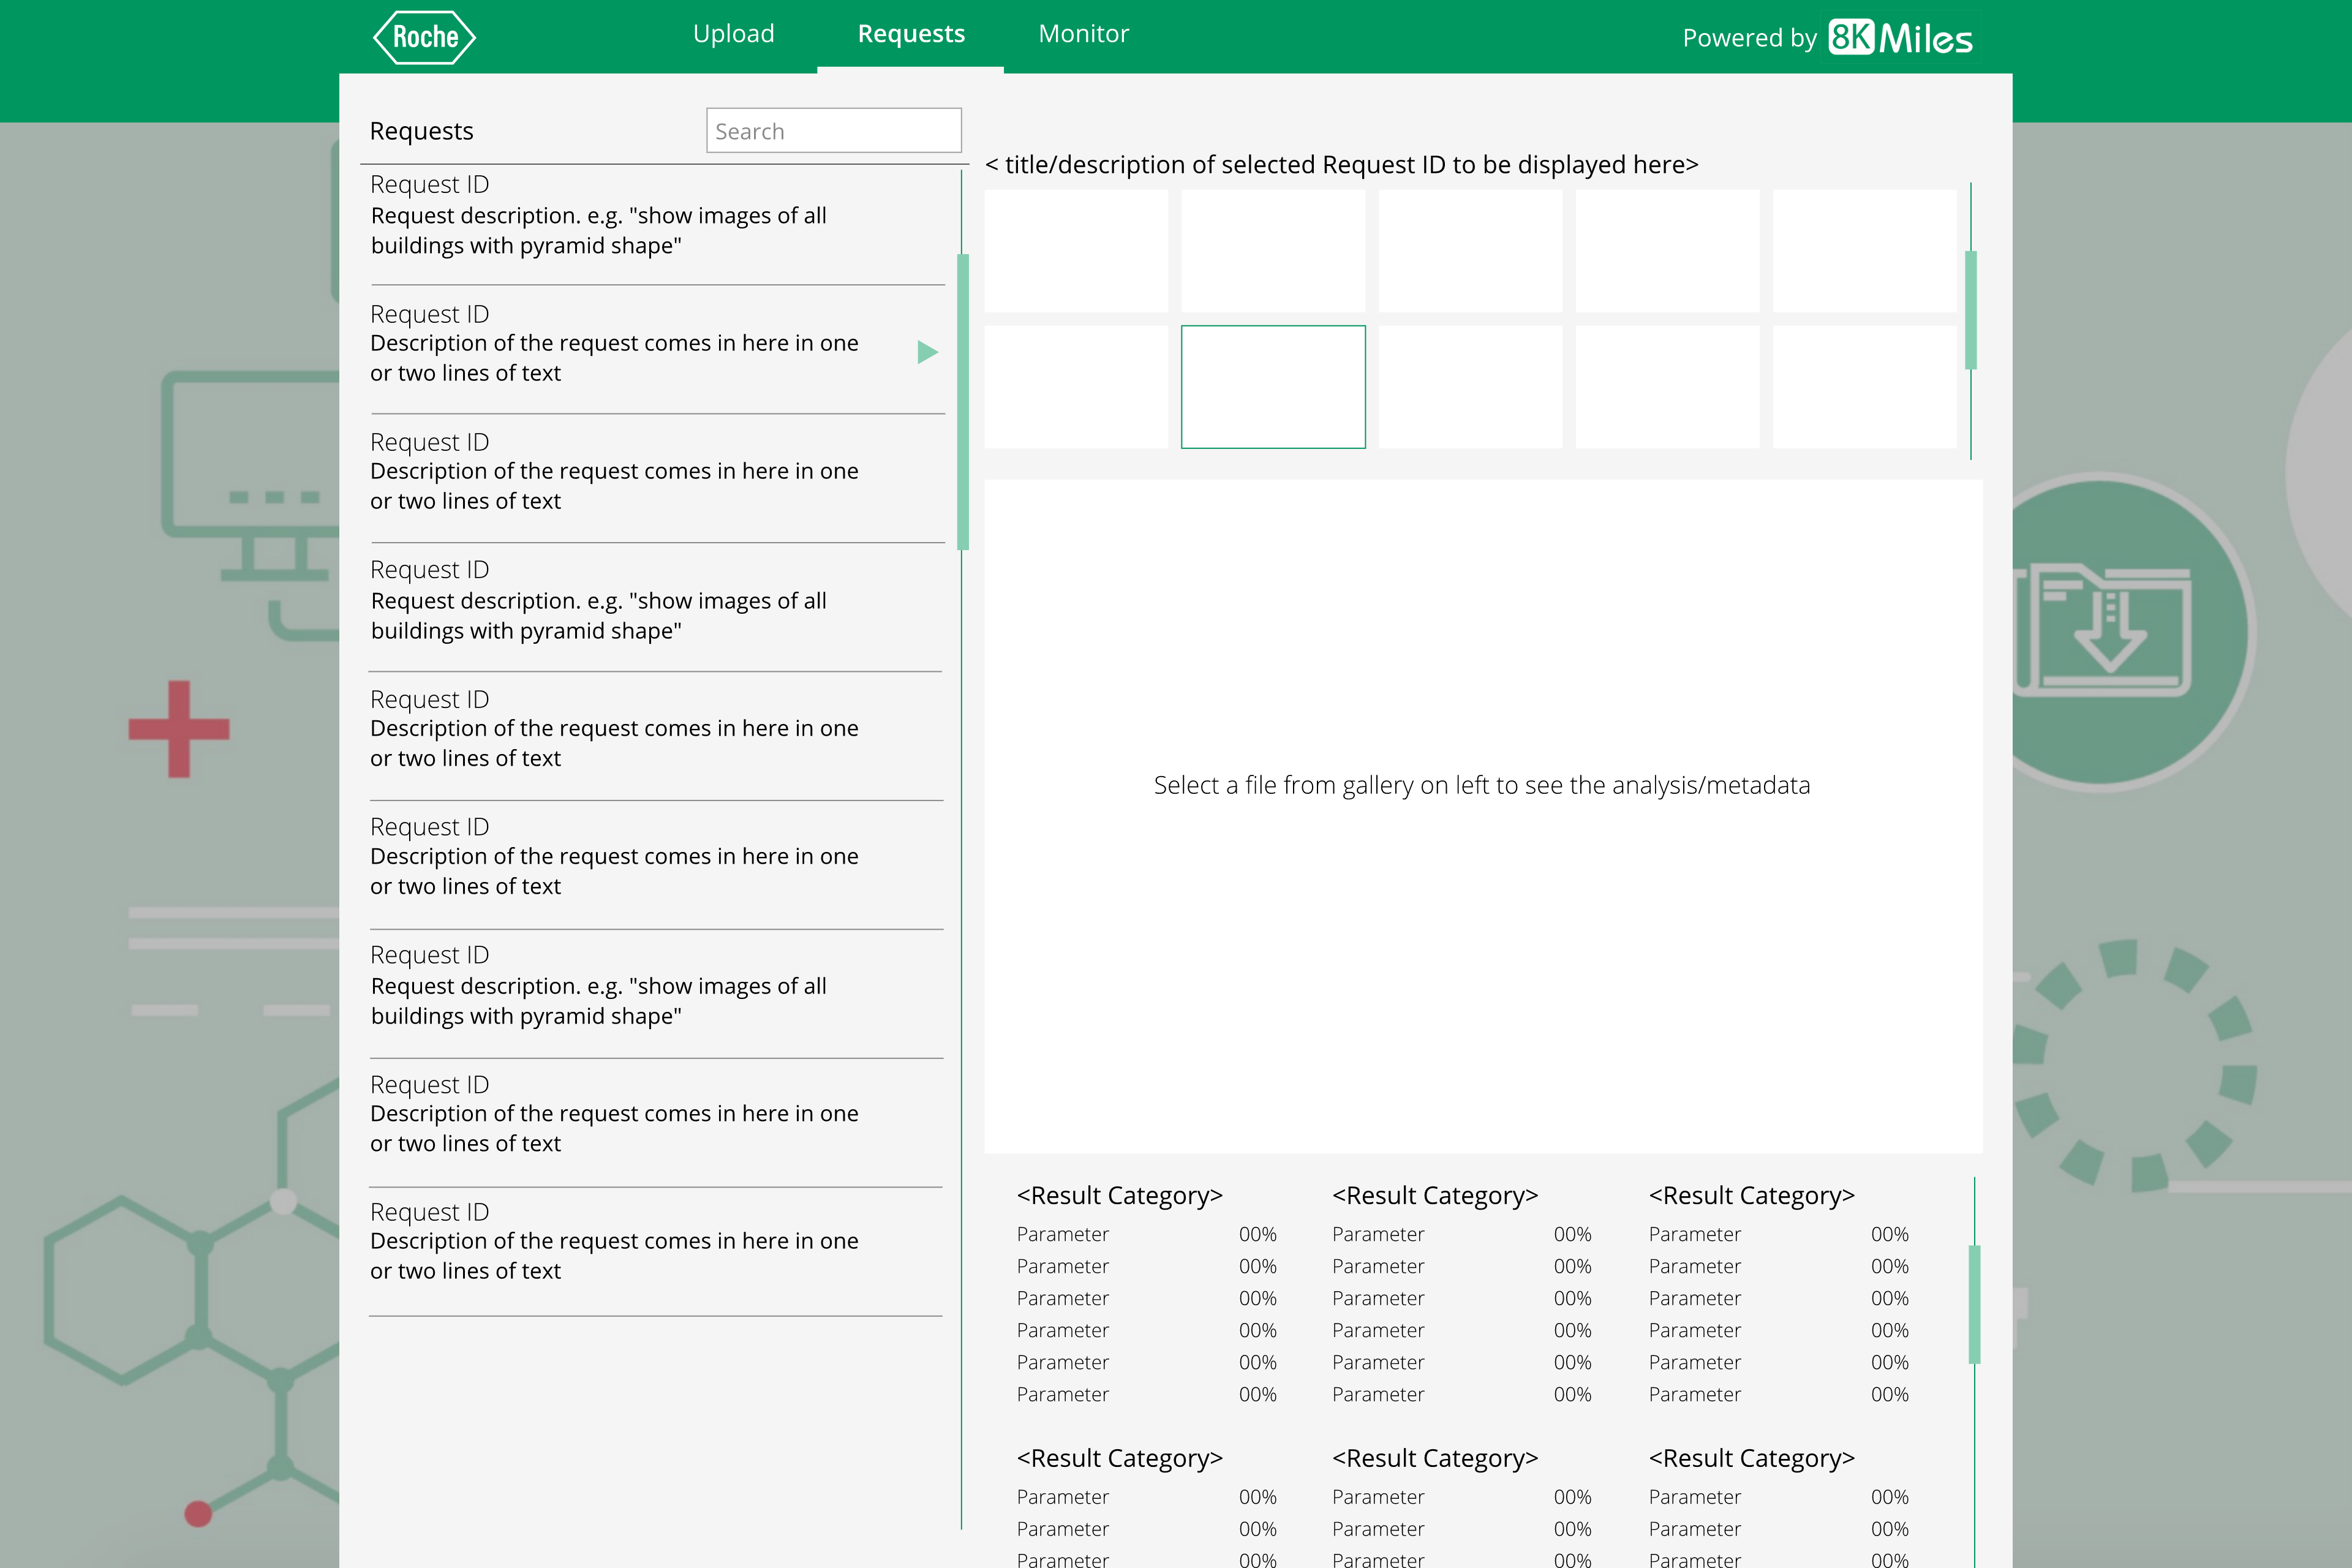 Roche
Upload Requests Monitor
Powered by 8K Miles
Requests
Search
Request ID
Request description. e.g. "show images of all
buildings with pyramid shape"
Request ID
Description of the request comes in here in one
or two lines of text
Request ID
Description of the request comes in here in one
or two lines of text
Request ID
Request description. e.g. "show images of all
buildings with pyramid shape"
Request ID
Description of the request comes in here in one
or two lines of text
Request ID
Description of the request comes in here in one
or two lines of text
Request ID
Request description. e.g. "show images of all
buildings with pyramid shape"
Request ID
Description of the request comes in here in one
or two lines of text
Request ID
Description of the request comes in here in one
or two lines of text
< title/description of selected Request ID to be displayed here>
Select a file from gallery on left to see the analysis/metadata
<Result Category> <Result Category> <Result Category>
Parameter 00% Parameter 00% Parameter 00%
Parameter 00% Parameter 00% Parameter 00%
Parameter 00% Parameter 00% Parameter 00%
Parameter 00% Parameter 00% Parameter 00%
Parameter 00% Parameter 00% Parameter 00%
Parameter 00% Parameter 00% Parameter 00%
<Result Category> <Result Category> <Result Category>
Parameter 00% Parameter 00% Parameter 00%
Parameter 00% Parameter 00% Parameter 00%
Parameter 00% Parameter 00% Parameter 00%